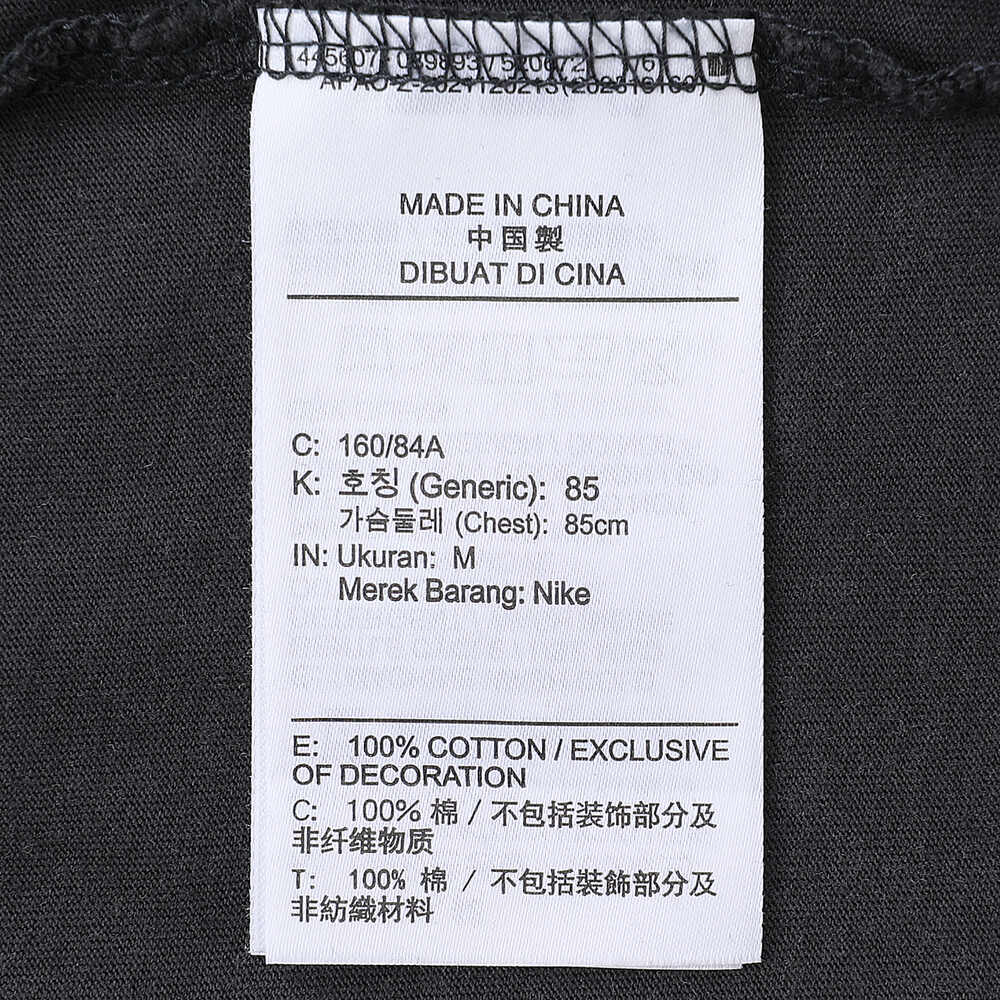 MADE IN CHINA
中国製
DIBUAT DI CINA
C: 160/84A
K: 호칭 (Generic): 85
가슴둘레 (Chest): 85cm
IN: Ukuran: M
Merek Barang: Nike
E: 100% COTTON / EXCLUSIVE
OF DECORATION
C: 100% 棉 / 不包括装饰部分及
非纤维物质
T: 100% 棉 / 不包括裝飾部分及
非紡織材料